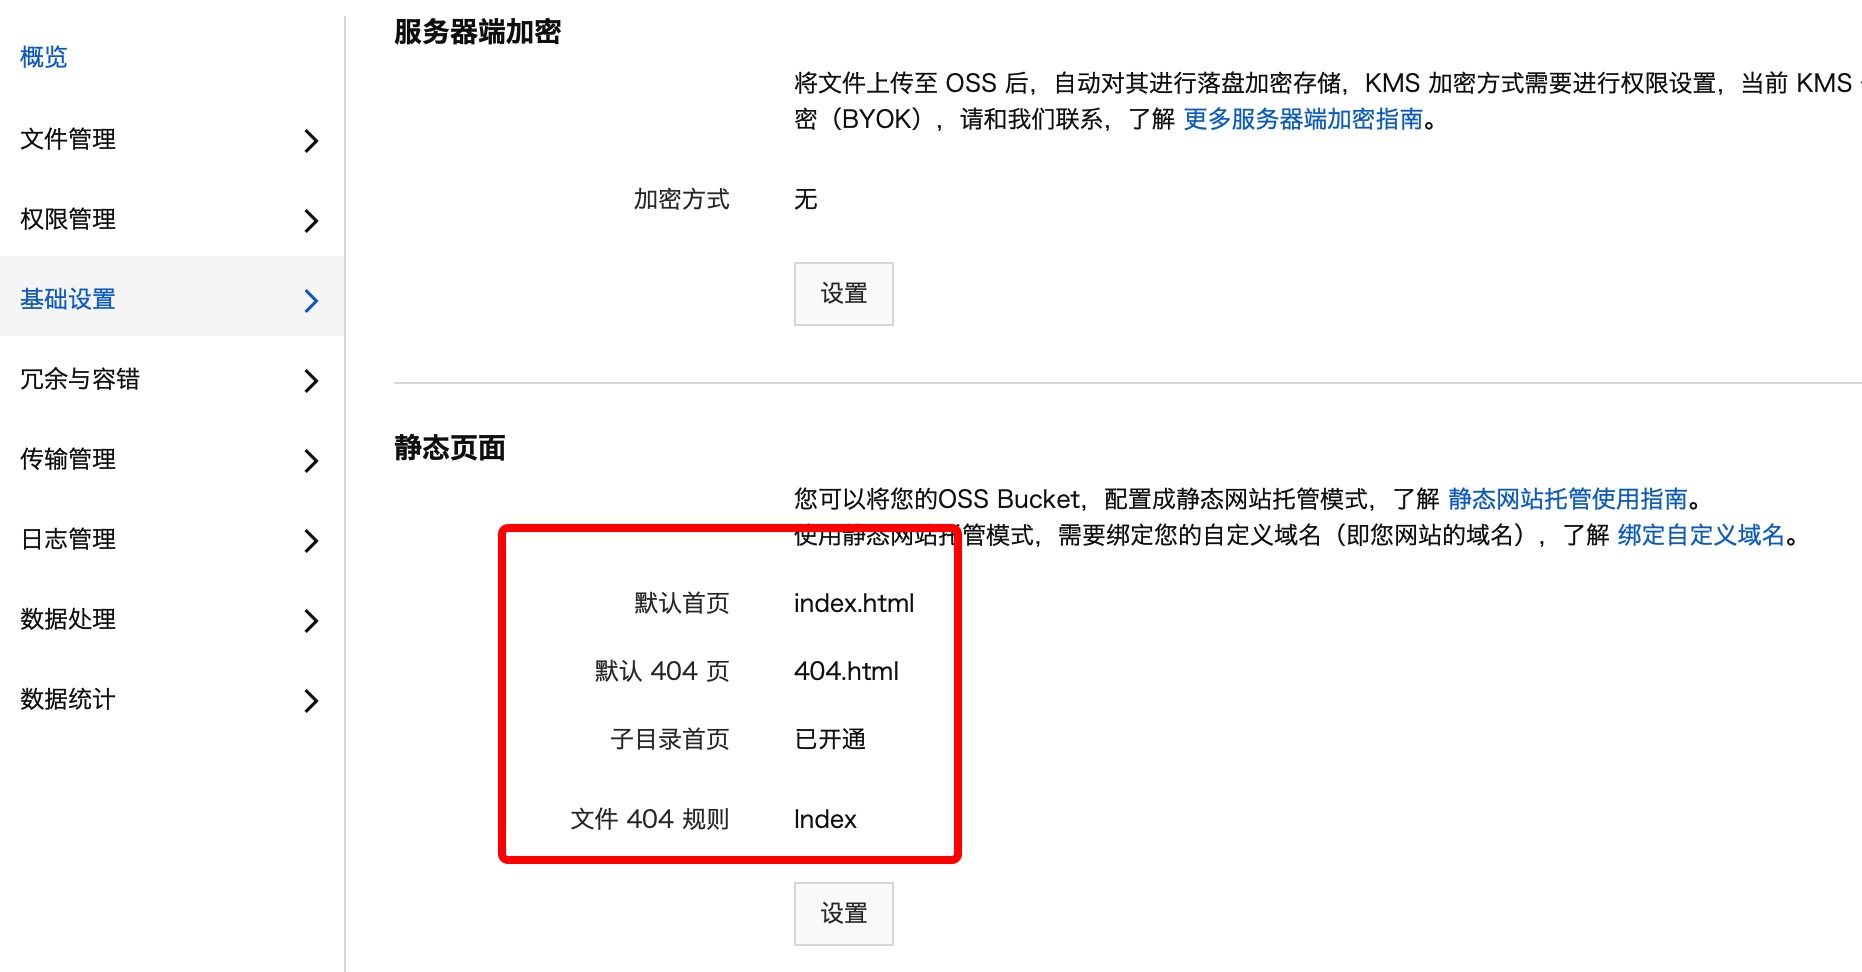 概览
文件管理
权限管理
基础设置
冗余与容错
传输管理
日志管理
数据处理
数据统计
服务器端加密
将文件上传至 OSS 后，自动对其进行落盘加密存储，KMS 加密方式需要进行权限设置，当前 KMS
密（BYOK），请和我们联系，了解 更多服务器端加密指南。
加密方式 无
设置
静态页面
您可以将您的OSS Bucket，配置成静态网站托管模式，了解 静态网站托管使用指南。
使用静态网站托管模式，需要绑定您的自定义域名（即您网站的域名），了解 绑定自定义域名。
默认首页 index.html
默认 404 页 404.html
子目录首页 已开通
文件 404 规则 Index
设置